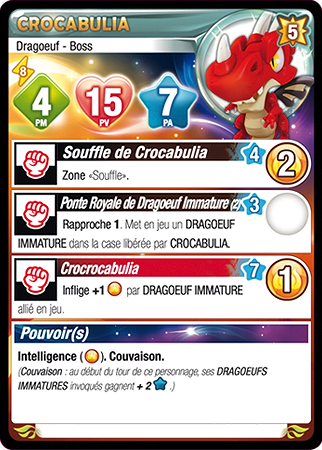 CROCABULIA
5
Dragoeuf - Boss
8
4
PM
15
PV
7
PA
Souffle de Crocabulia
4
2
Zone «Souffle».
Ponte Royale de Dragoeuf Immature (2)
3
Rapproche 1. Met en jeu un DRAGOEUF
IMMATURE dans la case libérée par CROCABULIA.
Crocrocabulia
7
1
Inflige +1 par DRAGOEUF IMMATURE
allié en jeu.
Pouvoir(s)
Intelligence ( ). Couvaison.
(Couvaison : au début du tour de ce personnage, ses DRAGOEUFS
IMMATURES invoqués gagnent + 2 .)